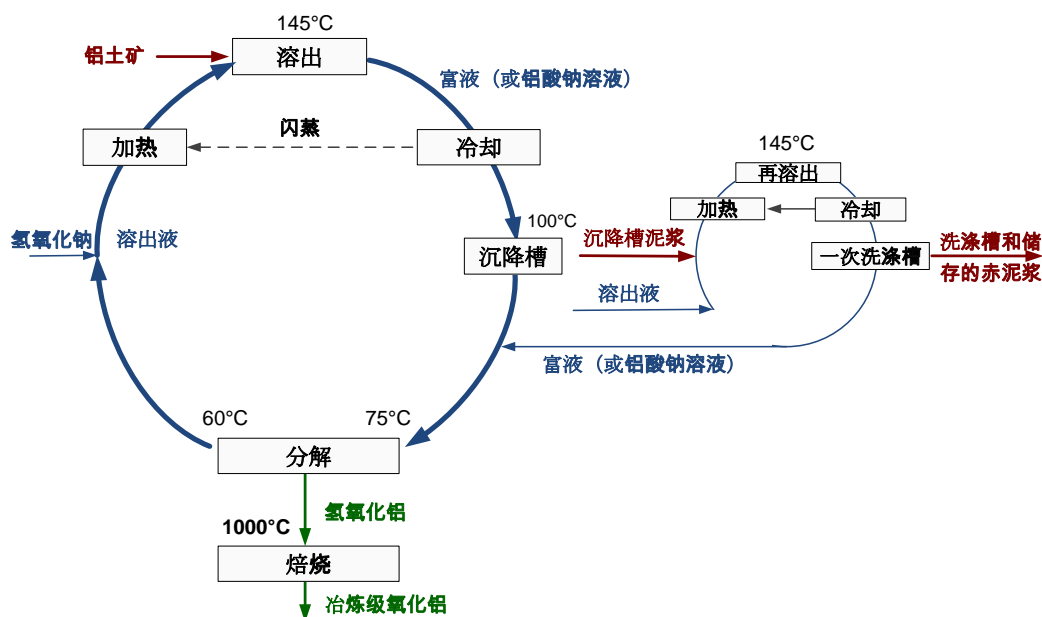 145°C
铝土矿
溶出
富液（或铝酸钠溶液）
加热
闪蒸
冷却
145°C
再溶出
加热
冷却
氢氧化钠
溶出液
100°C
沉降槽
沉降槽泥浆
一次洗涤槽
洗涤槽和储
存的赤泥浆
溶出液
富液（或铝酸钠溶液）
60°C
75°C
分解
氢氧化铝
1000°C
焙烧
冶炼级氧化铝